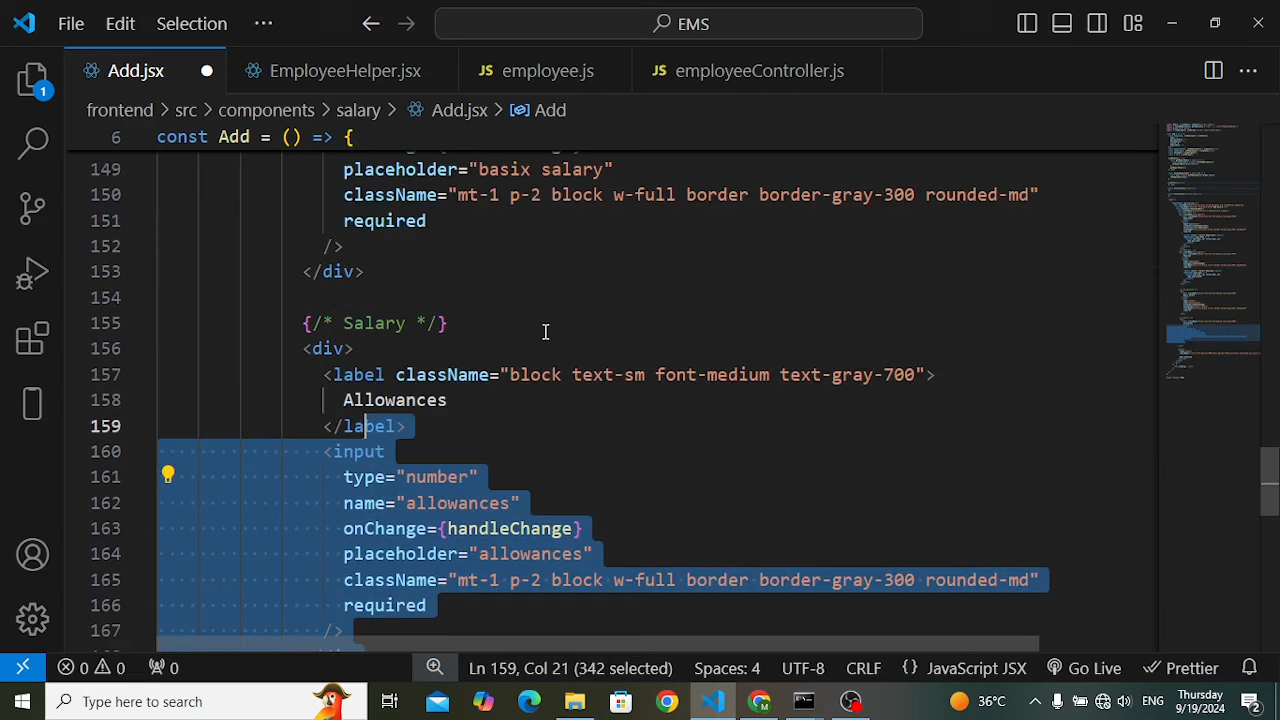 File Edit Selection ··· EMS
Add.jsx EmployeeHelper.jsx JS employee.js JS employeeController.js
1 frontend > src > components > salary > Add.jsx > Add
6 const Add = () => {
149 placeholder="basix salary"
150 className="mt-1 p-2 block w-full border border-gray-300 rounded-md"
151 required
152 />
153 </div>
154
155 {/* Salary */}
156 <div>
157 <label className="block text-sm font-medium text-gray-700">
158 Allowances
159 </label>
160 <input
161 type="number"
162 name="allowances"
163 onChange={handleChange}
164 placeholder="allowances"
165 className="mt-1 p-2 block w-full border border-gray-300 rounded-md"
166 required
167 />
0 0 0 Ln 159, Col 21 (342 selected) Spaces: 4 UTF-8 CRLF {} JavaScript JSX Go Live Prettier
Type here to search 36°C ENG Thursday
9/19/2024 2